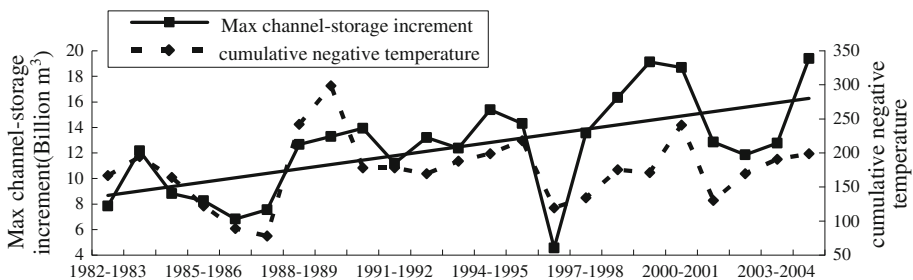 Max channel-storage increment
cumulative negative temperature
Max channel-storage
increment(Billion m³)
20
18
16
14
12
10
8
6
4
350
300
250
200
150
100
50
cumulative negative
temperature
1982-1983 1985-1986 1988-1989 1991-1992 1994-1995 1997-1998 2000-2001 2003-2004